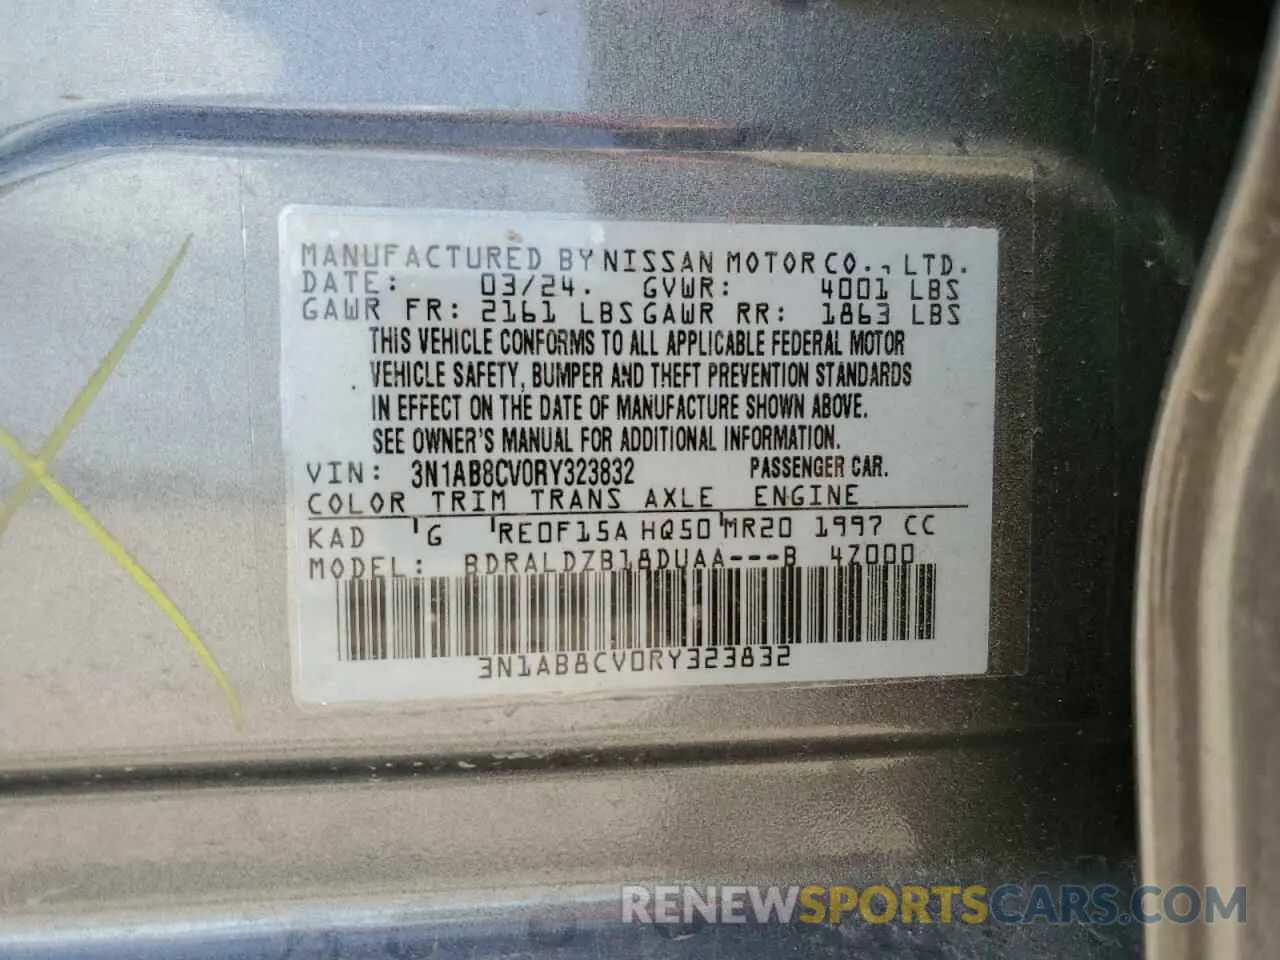 MANUFACTURED BY NISSAN MOTOR CO., LTD.
DATE: 03/24. GVWR: 4001 LBS
GAWR FR: 2161 LBS GAWR RR: 1863 LBS
THIS VEHICLE CONFORMS TO ALL APPLICABLE FEDERAL MOTOR
VEHICLE SAFETY, BUMPER AND THEFT PREVENTION STANDARDS
IN EFFECT ON THE DATE OF MANUFACTURE SHOWN ABOVE.
SEE OWNER'S MANUAL FOR ADDITIONAL INFORMATION.
VIN: 3N1AB8CV0RY323832 PASSENGER CAR.
COLOR TRIM TRANS AXLE ENGINE
KAD G RE0F15A HQ50 MR20 1997 CC
MODEL: BDRALDZB18DUAA---B 4Z000
3N1AB8CV0RY323832
RENEWSPORTSCARS.COM